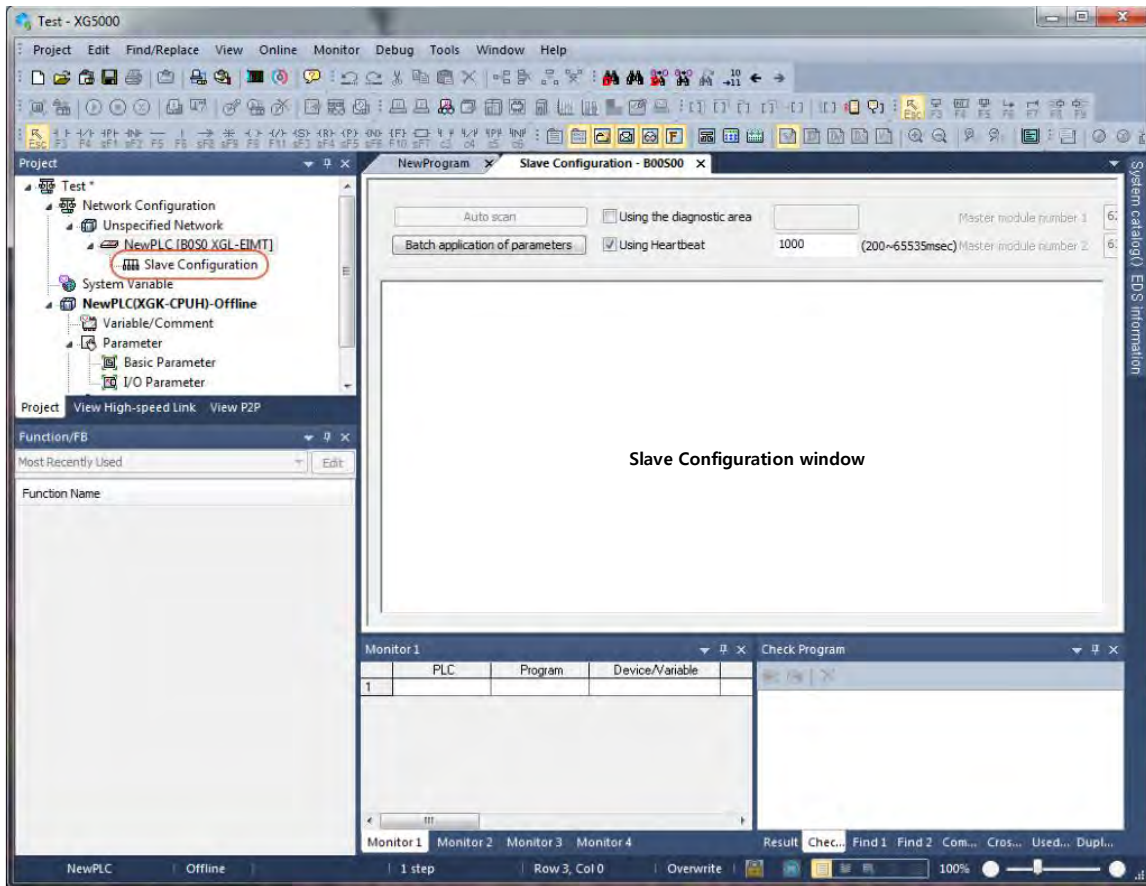 Test - XG5000
Project Edit Find/Replace View Online Monitor Debug Tools Window Help
Project
NewProgram
Slave Configuration - B00S00
Test *
Network Configuration
Unspecified Network
NewPLC [B0S0 XGL-EIMT]
Slave Configuration
System Variable
NewPLC(XGK-CPUH)-Offline
Variable/Comment
Parameter
Basic Parameter
I/O Parameter
Project View High-speed Link View P2P
Auto scan
Using the diagnostic area
Master module number 1
Batch application of parameters
Using Heartbeat
1000
(200~65535msec)
Master module number 2
System catalog() EDS information
Slave Configuration window
Function/FB
Most Recently Used
Edit
Function Name
Monitor 1
PLC Program Device/Variable
1
Monitor 1 Monitor 2 Monitor 3 Monitor 4
Check Program
Result Chec... Find 1 Find 2 Com... Cros... Used... Dupl...
NewPLC Offline 1 step Row 3, Col 0 Overwrite 100%